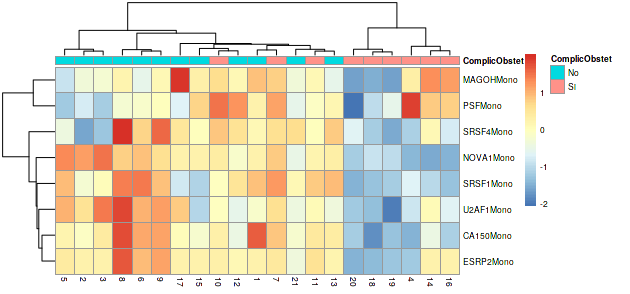 ComplicObstet
ComplicObstet
No
SI
1
0
-1
-2
MAGOHMono
PSFMono
SRSF4Mono
NOVA1Mono
SRSF1Mono
U2AF1Mono
CA150Mono
ESRP2Mono
5 2 3 8 6 9 17 15 10 12 1 7 21 11 13 20 18 19 4 14 16